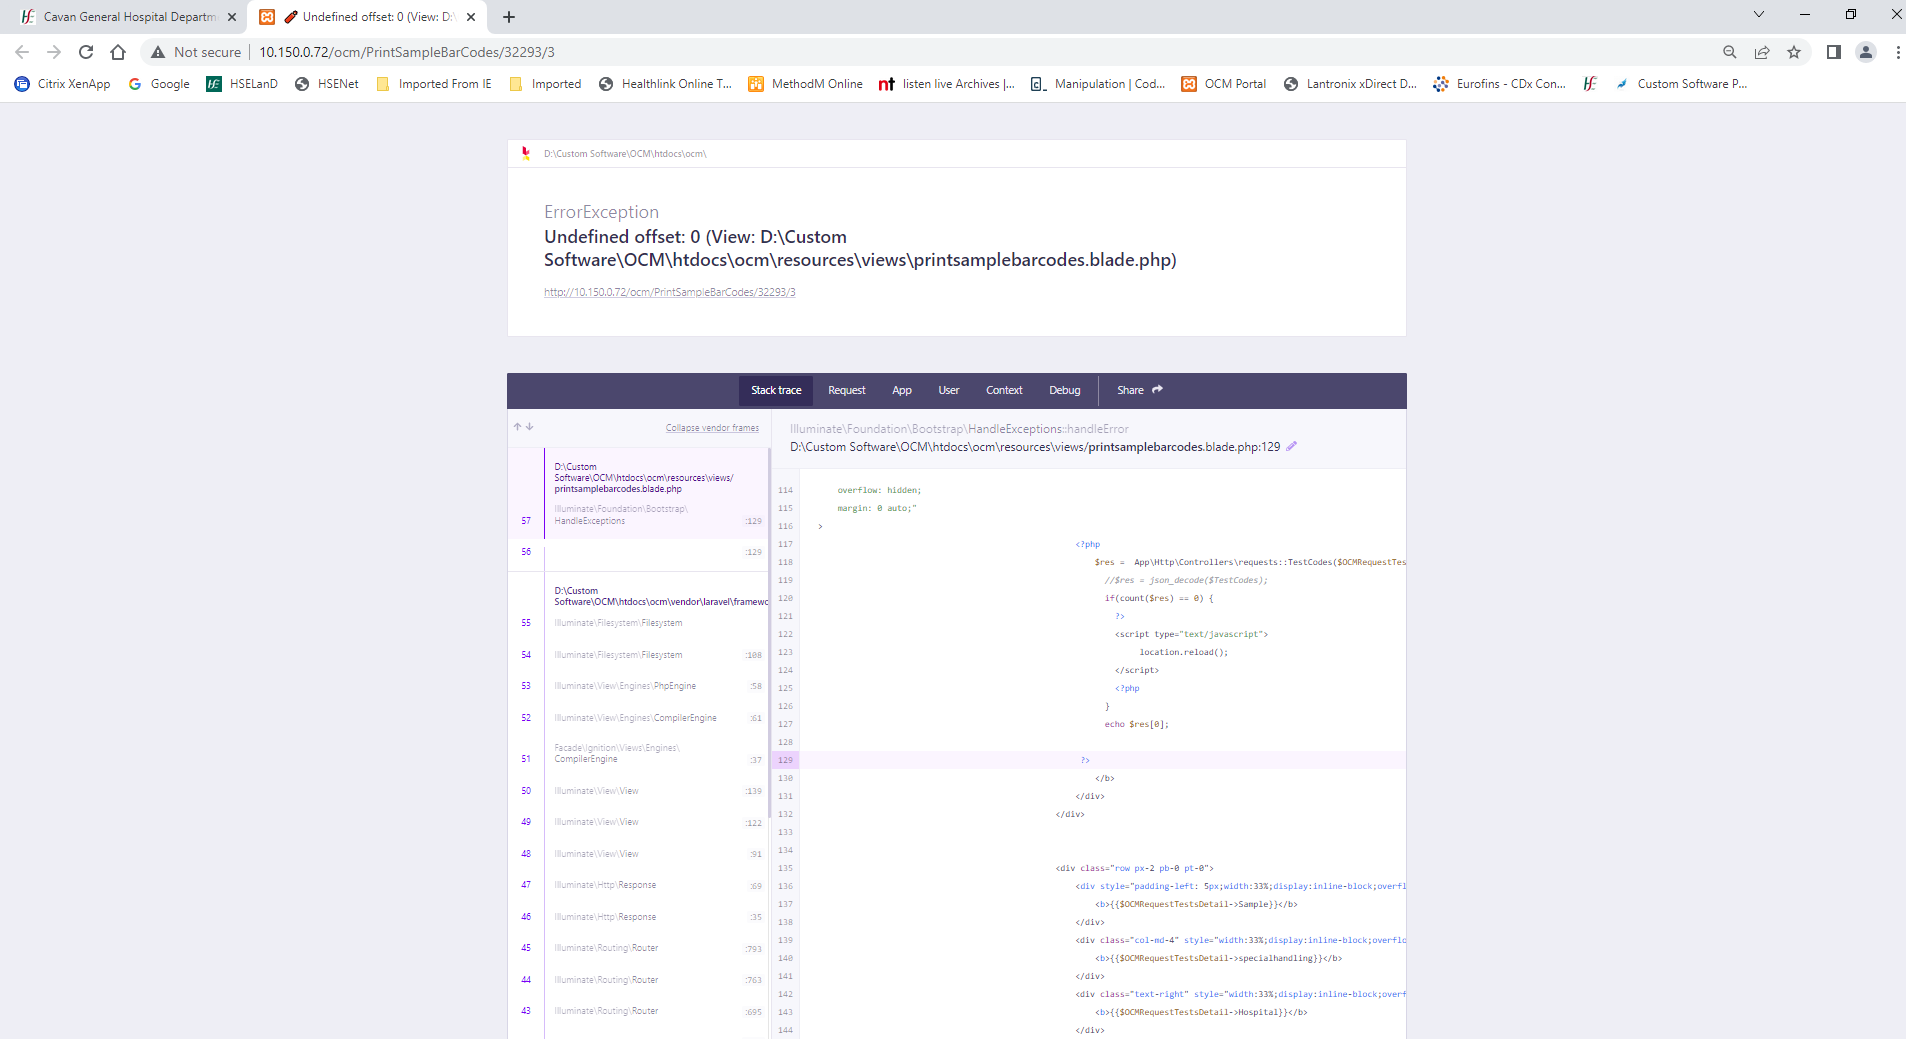 Cavan General Hospital Departm
Undefined offset: 0 (View: D:\
Not secure
10.150.0.72/ocm/PrintSampleBarCodes/32293/3
Citrix XenApp
Google
HSELanD
HSENet
Imported From IE
Imported
Healthlink Online T...
MethodM Online
listen live Archives |...
Manipulation | Cod...
OCM Portal
Lantronix xDirect D...
Eurofins - CDx Con...
Custom Software P...
D:\Custom Software\OCM\htdocs\ocm\
ErrorException
Undefined offset: 0 (View: D:\Custom
Software\OCM\htdocs\ocm\resources\views\printsamplebarcodes.blade.php)
http://10.150.0.72/ocm/PrintSampleBarCodes/32293/3
Stack trace
Request
App
User
Context
Debug
Share
Collapse vendor frames
D:\Custom
Software\OCM\htdocs\ocm\resources\views/
printsamplebarcodes.blade.php
Illuminate\Foundation\Bootstrap\
57 HandleExceptions :129
56 :129
D:\Custom
Software\OCM\htdocs\ocm\vendor\laravel\framewo
55 Illuminate\Filesystem\Filesystem
54 Illuminate\Filesystem\Filesystem :108
53 Illuminate\View\Engines\PhpEngine :58
52 Illuminate\View\Engines\CompilerEngine :61
Facade\Ignition\Views\Engines\
51 CompilerEngine :37
50 Illuminate\View\View :139
49 Illuminate\View\View :122
48 Illuminate\View\View :91
47 Illuminate\Http\Response :69
46 Illuminate\Http\Response :35
45 Illuminate\Routing\Router :793
44 Illuminate\Routing\Router :763
43 Illuminate\Routing\Router :695
Illuminate\Foundation\Bootstrap\HandleExceptions::handleError
D:\Custom Software\OCM\htdocs\ocm\resources\views/printsamplebarcodes.blade.php:129
114 overflow: hidden;
115 margin: 0 auto;"
116 >
117 <?php
118 $res = App\Http\Controllers\requests::TestCodes($OCMRequestTes
119 //$res = json_decode($TestCodes);
120 if(count($res) == 0) {
121 ?>
122 <script type="text/javascript">
123 location.reload();
124 </script>
125 <?php
126 }
127 echo $res[0];
128
129 ?>
130 </b>
131 </div>
132 </div>
133
134
135 <div class="row px-2 pb-0 pt-0">
136 <div style="padding-left: 5px;width:33%;display:inline-block;overfl
137 <b>{{$OCMRequestTestsDetail->Sample}}</b>
138 </div>
139 <div class="col-md-4" style="width:33%;display:inline-block;overflo
140 <b>{{$OCMRequestTestsDetail->specialhandling}}</b>
141 </div>
142 <div class="text-right" style="width:33%;display:inline-block;overf
143 <b>{{$OCMRequestTestsDetail->Hospital}}</b>
144 </div>